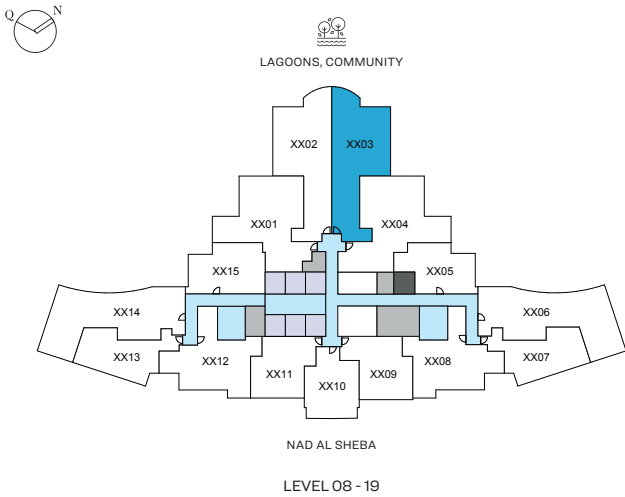 Q N
LAGOONS, COMMUNITY
XX02 XX03
XX01 XX04
XX15 XX05
XX14 XX06
XX13 XX12 XX08 XX07
XX11 XX10 XX09
NAD AL SHEBA
LEVEL 08 - 19